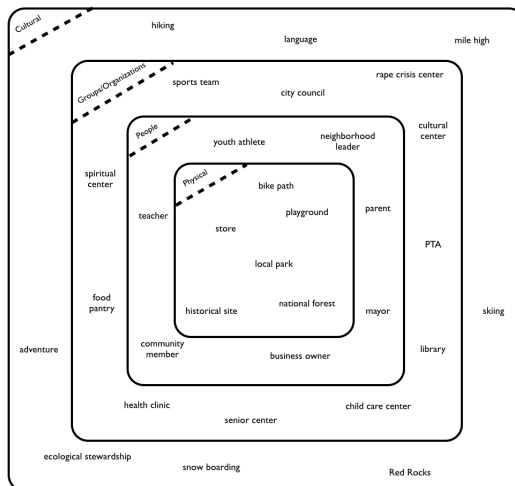 Cultural
hiking
language
mile high
Groups/Organizations
sports team
rape crisis center
city council
People
youth athlete
neighborhood
leader
cultural
center
spiritual
center
Physical
bike path
teacher
playground
parent
store
PTA
local park
food
pantry
historical site
national forest
mayor
skiing
adventure
community
member
business owner
library
health clinic
child care center
senior center
ecological stewardship
snow boarding
Red Rocks